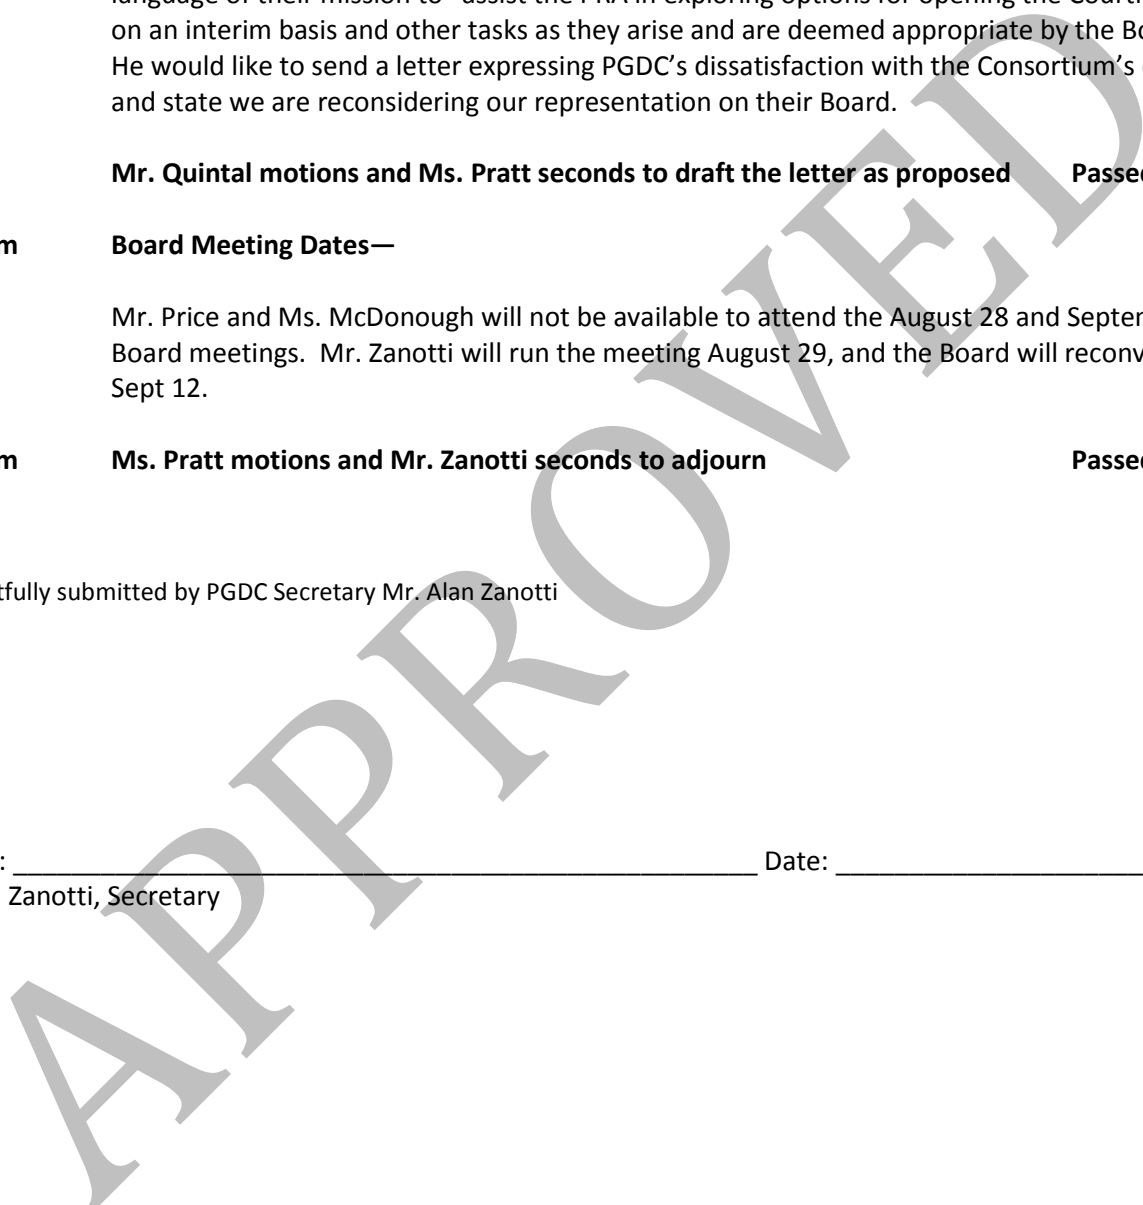 language of their mission to "assist the PRA in exploring options for opening the
on an interim basis and other tasks as they arise and are deemed appropriate by the
He would like to send a letter expressing PGDC's dissatisfaction with the Consortium's
and state we are reconsidering our representation on their Board.
Mr. Quintal motions and Ms. Pratt seconds to draft the letter as proposed Passe
m Board Meeting Dates—
Mr. Price and Ms. McDonough will not be available to attend the August 28 and Septe
Board meetings. Mr. Zanotti will run the meeting August 29, and the Board will reconv
Sept 12.
m Ms. Pratt motions and Mr. Zanotti seconds to adjourn Passe
tfully submitted by PGDC Secretary Mr. Alan Zanotti
: ____ Date: ____
Zanotti, Secretary
APPROVED